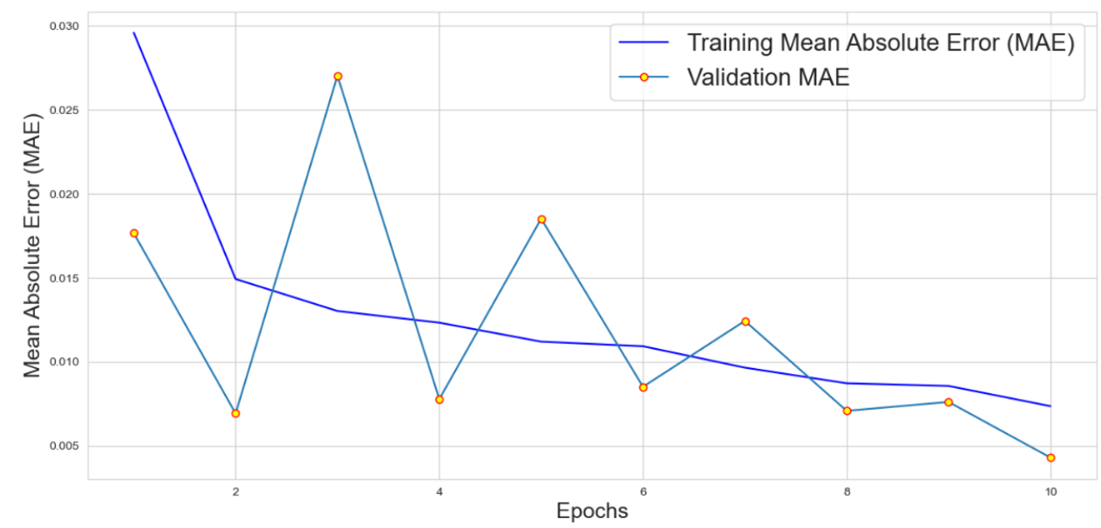 0.030
0.025
0.020
0.015
0.010
0.005
Mean Absolute Error (MAE)
Training Mean Absolute Error (MAE)
Validation MAE
2 4 6 8 10
Epochs